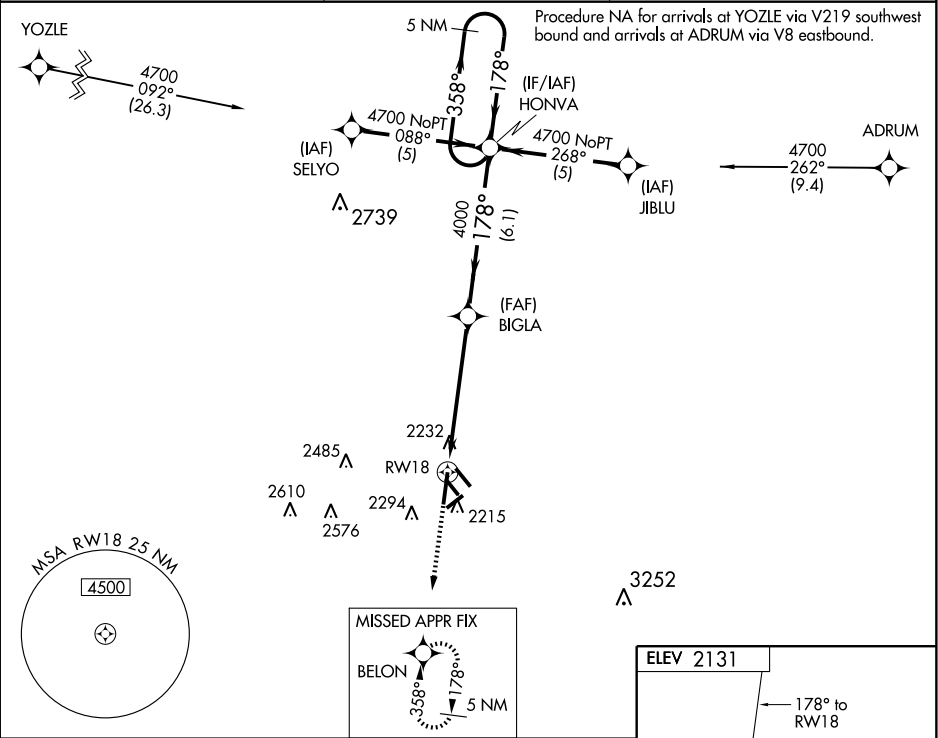 Procedure NA for arrivals at YOZLE via V219 southwest
bound and arrivals at ADRUM via V8 eastbound.
YOZLE
4700
092°
(26.3)
5 NM
358°
178°
(IF/IAF)
HONVA
4700 NoPT
088°
(5)
(IAF)
SELYO
4700 NoPT
268°
(5)
(IAF)
JIBLU
ADRUM
4700
262°
(9.4)
2739
4000
178°
(6.1)
(FAF)
BIGLA
2232
2485
RW18
2610
2576
2294
2215
MSA RW18 25 NM
4500
3252
MISSED APPR FIX
BELON
358°
178°
5 NM
ELEV 2131
178° to
RW18